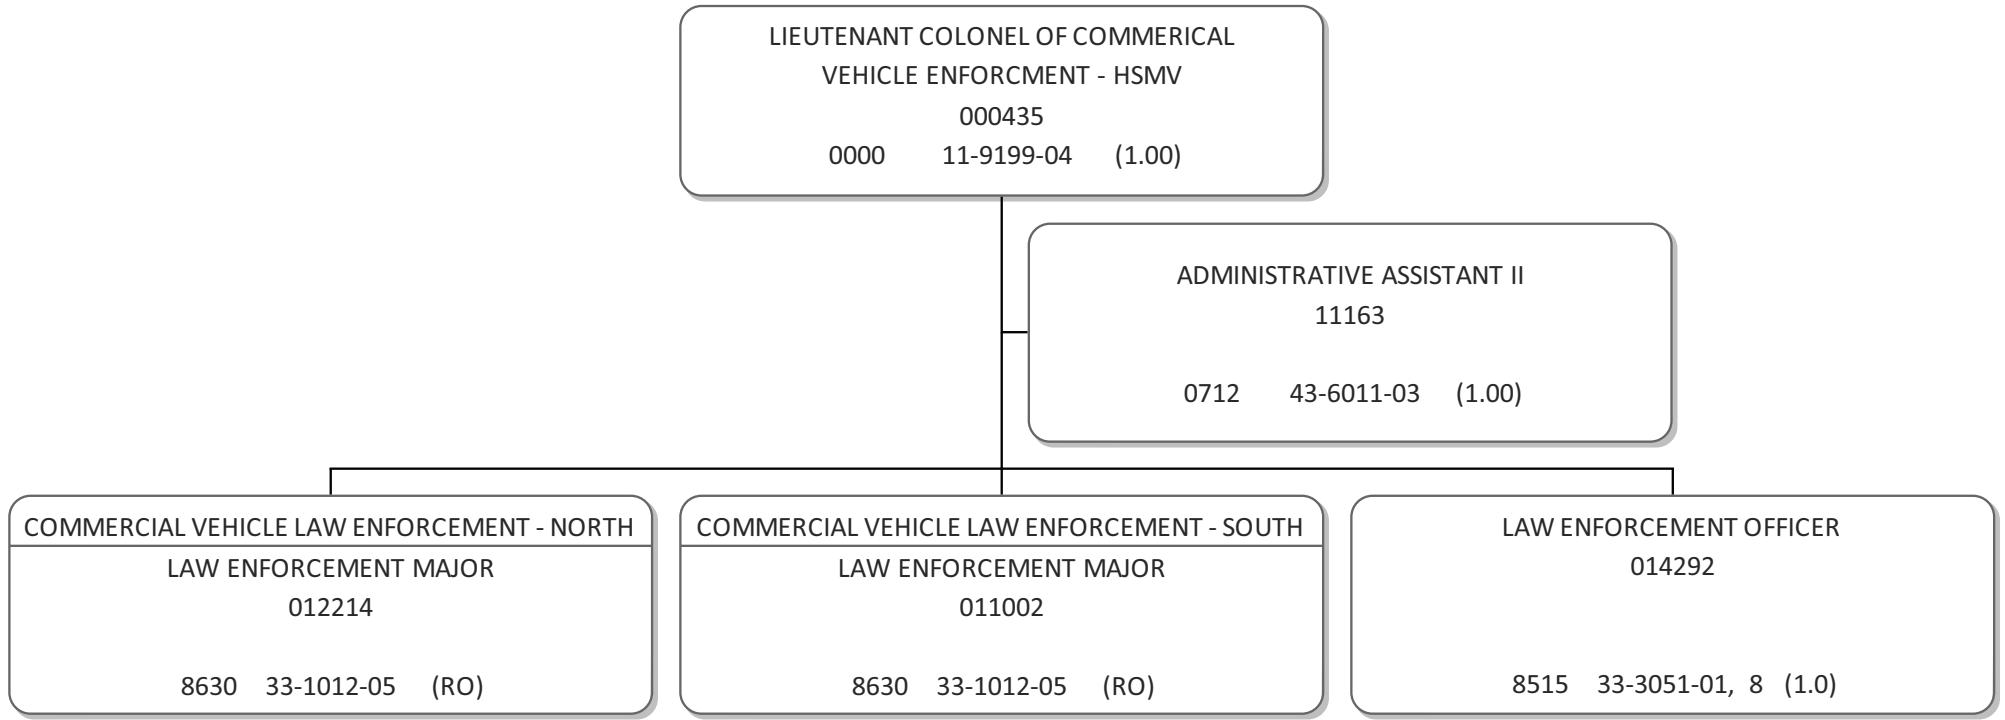 LIEUTENANT COLONEL OF COMMERICAL
VEHICLE ENFORCMENT - HSMV
000435
0000 11-9199-04 (1.00)
ADMINISTRATIVE ASSISTANT II
11163
0712 43-6011-03 (1.00)
COMMERCIAL VEHICLE LAW ENFORCEMENT - NORTH
LAW ENFORCEMENT MAJOR
012214
8630 33-1012-05 (RO)
COMMERCIAL VEHICLE LAW ENFORCEMENT - SOUTH
LAW ENFORCEMENT MAJOR
011002
8630 33-1012-05 (RO)
LAW ENFORCEMENT OFFICER
014292
8515 33-3051-01, 8 (1.0)